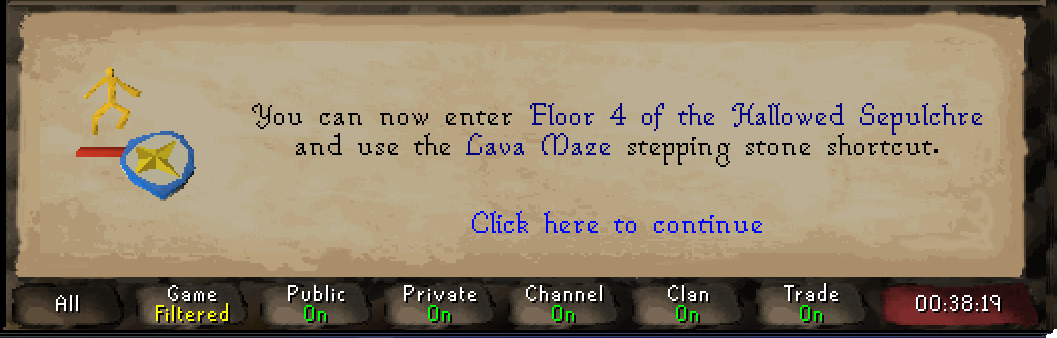 You can now enter Floor 4 of the Hallowed Sepulchre
and use the Lava Maze stepping stone shortcut.
Click here to continue
All
Game
Filtered
Public
On
Private
On
Channel
On
Clan
On
Trade
On
00:38:19